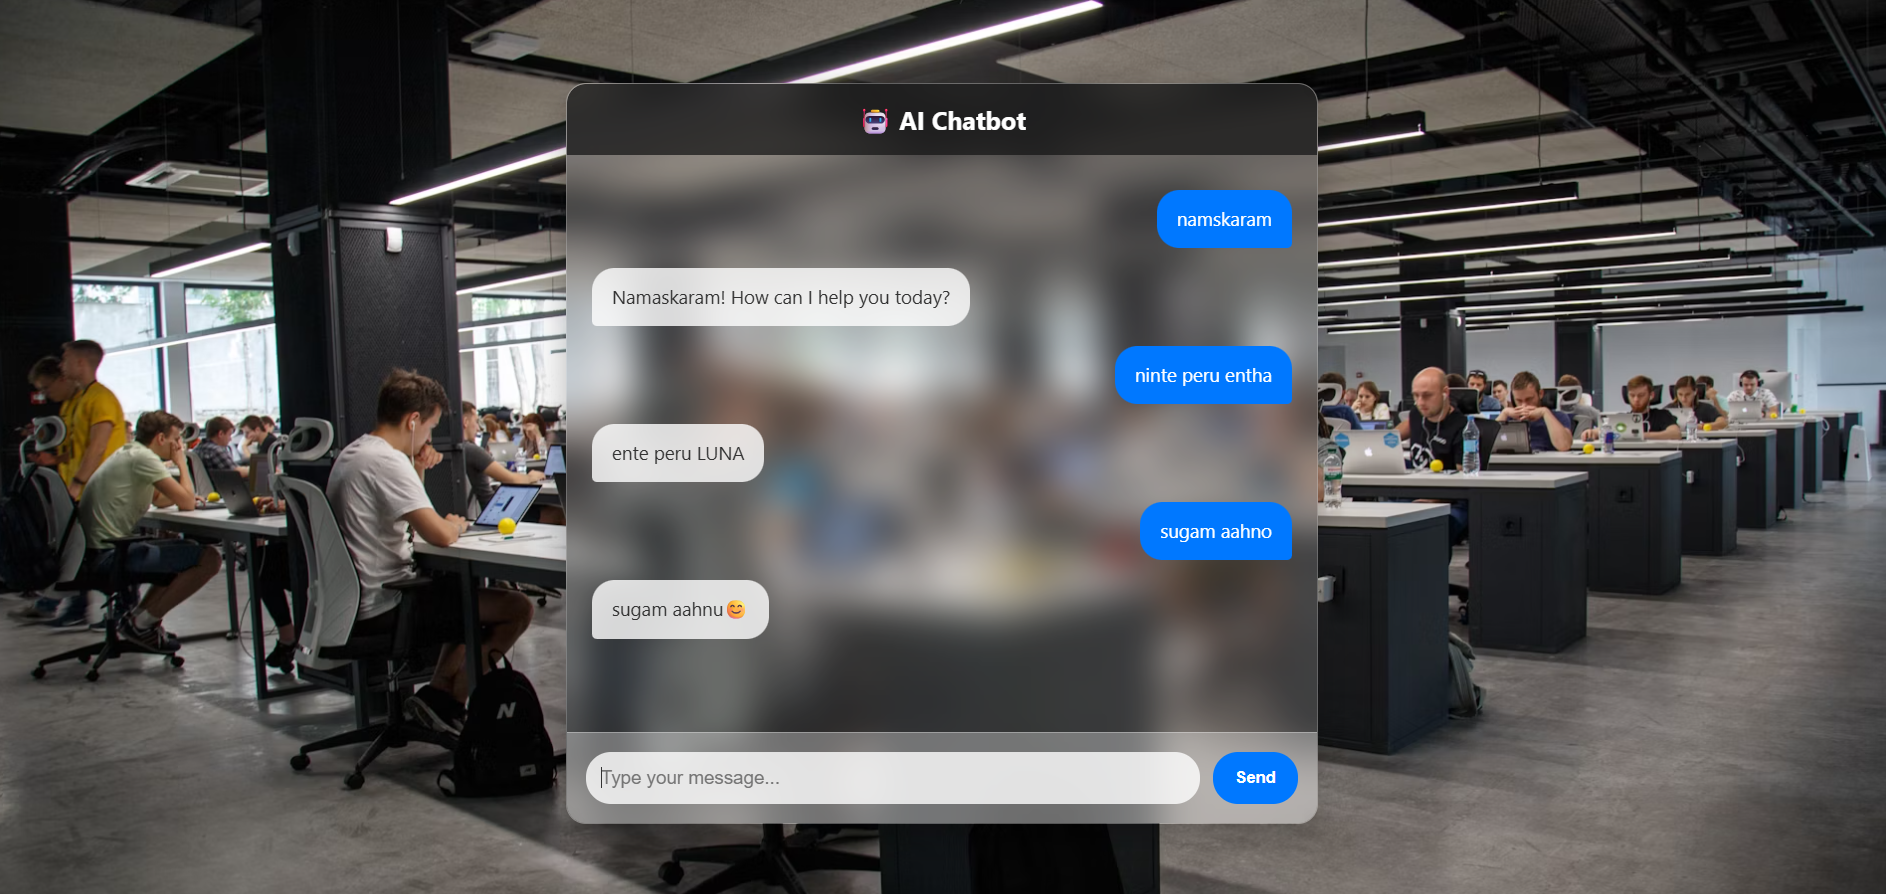 🤖 AI Chatbot
namskaram
Namaskaram! How can I help you today?
ninte peru entha
ente peru LUNA
sugam aahno
sugam aahnu😊
Type your message...
Send
N